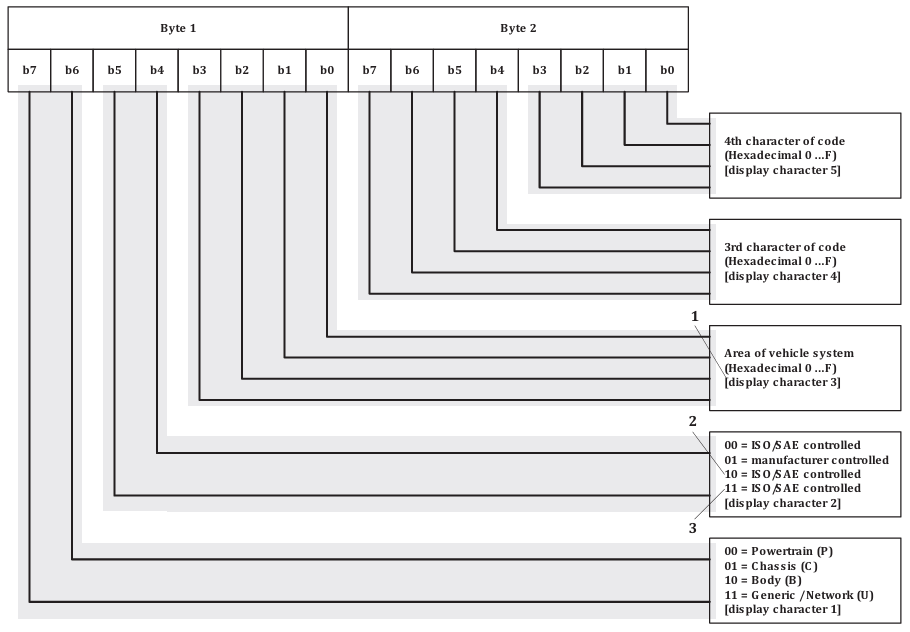 Byte 1 Byte 2
b7 b6 b5 b4 b3 b2 b1 b0 b7 b6 b5 b4 b3 b2 b1 b0
4th character of code
(Hexadecimal 0 ...F)
[display character 5]
3rd character of code
(Hexadecimal 0 ...F)
[display character 4]
1
Area of vehicle system
(Hexadecimal 0 ...F)
[display character 3]
2
00 = ISO/SAE controlled
01 = manufacturer controlled
10 = ISO/SAE controlled
11 = ISO/SAE controlled
[display character 2]
3
00 = Powertrain (P)
01 = Chassis (C)
10 = Body (B)
11 = Generic /Network (U)
[display character 1]